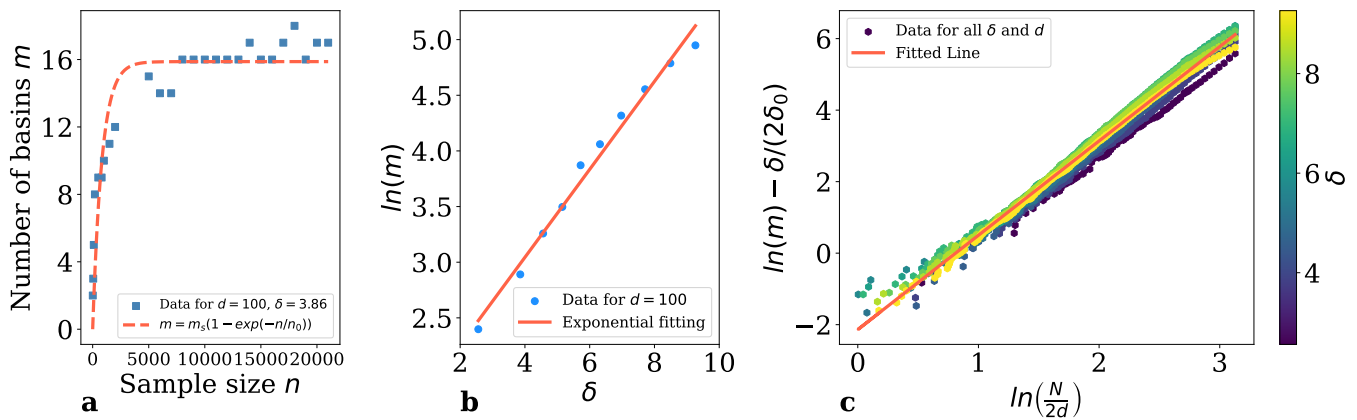 Number of basins m
16
12
8
4
0
Data for d = 100, δ = 3.86
m = m_s(1 − exp(−n/n_0))
0
5000
10000
15000
20000
Sample size n
a
ln(m)
5.0
4.5
4.0
3.5
3.0
2.5
Data for d = 100
Exponential fitting
2
4
6
8
10
δ
b
ln(m) − δ/(2δ_0)
6
4
2
0
−2
Data for all δ and d
Fitted Line
0
1
2
3
ln(N/2d)
c
8
6
4
δ